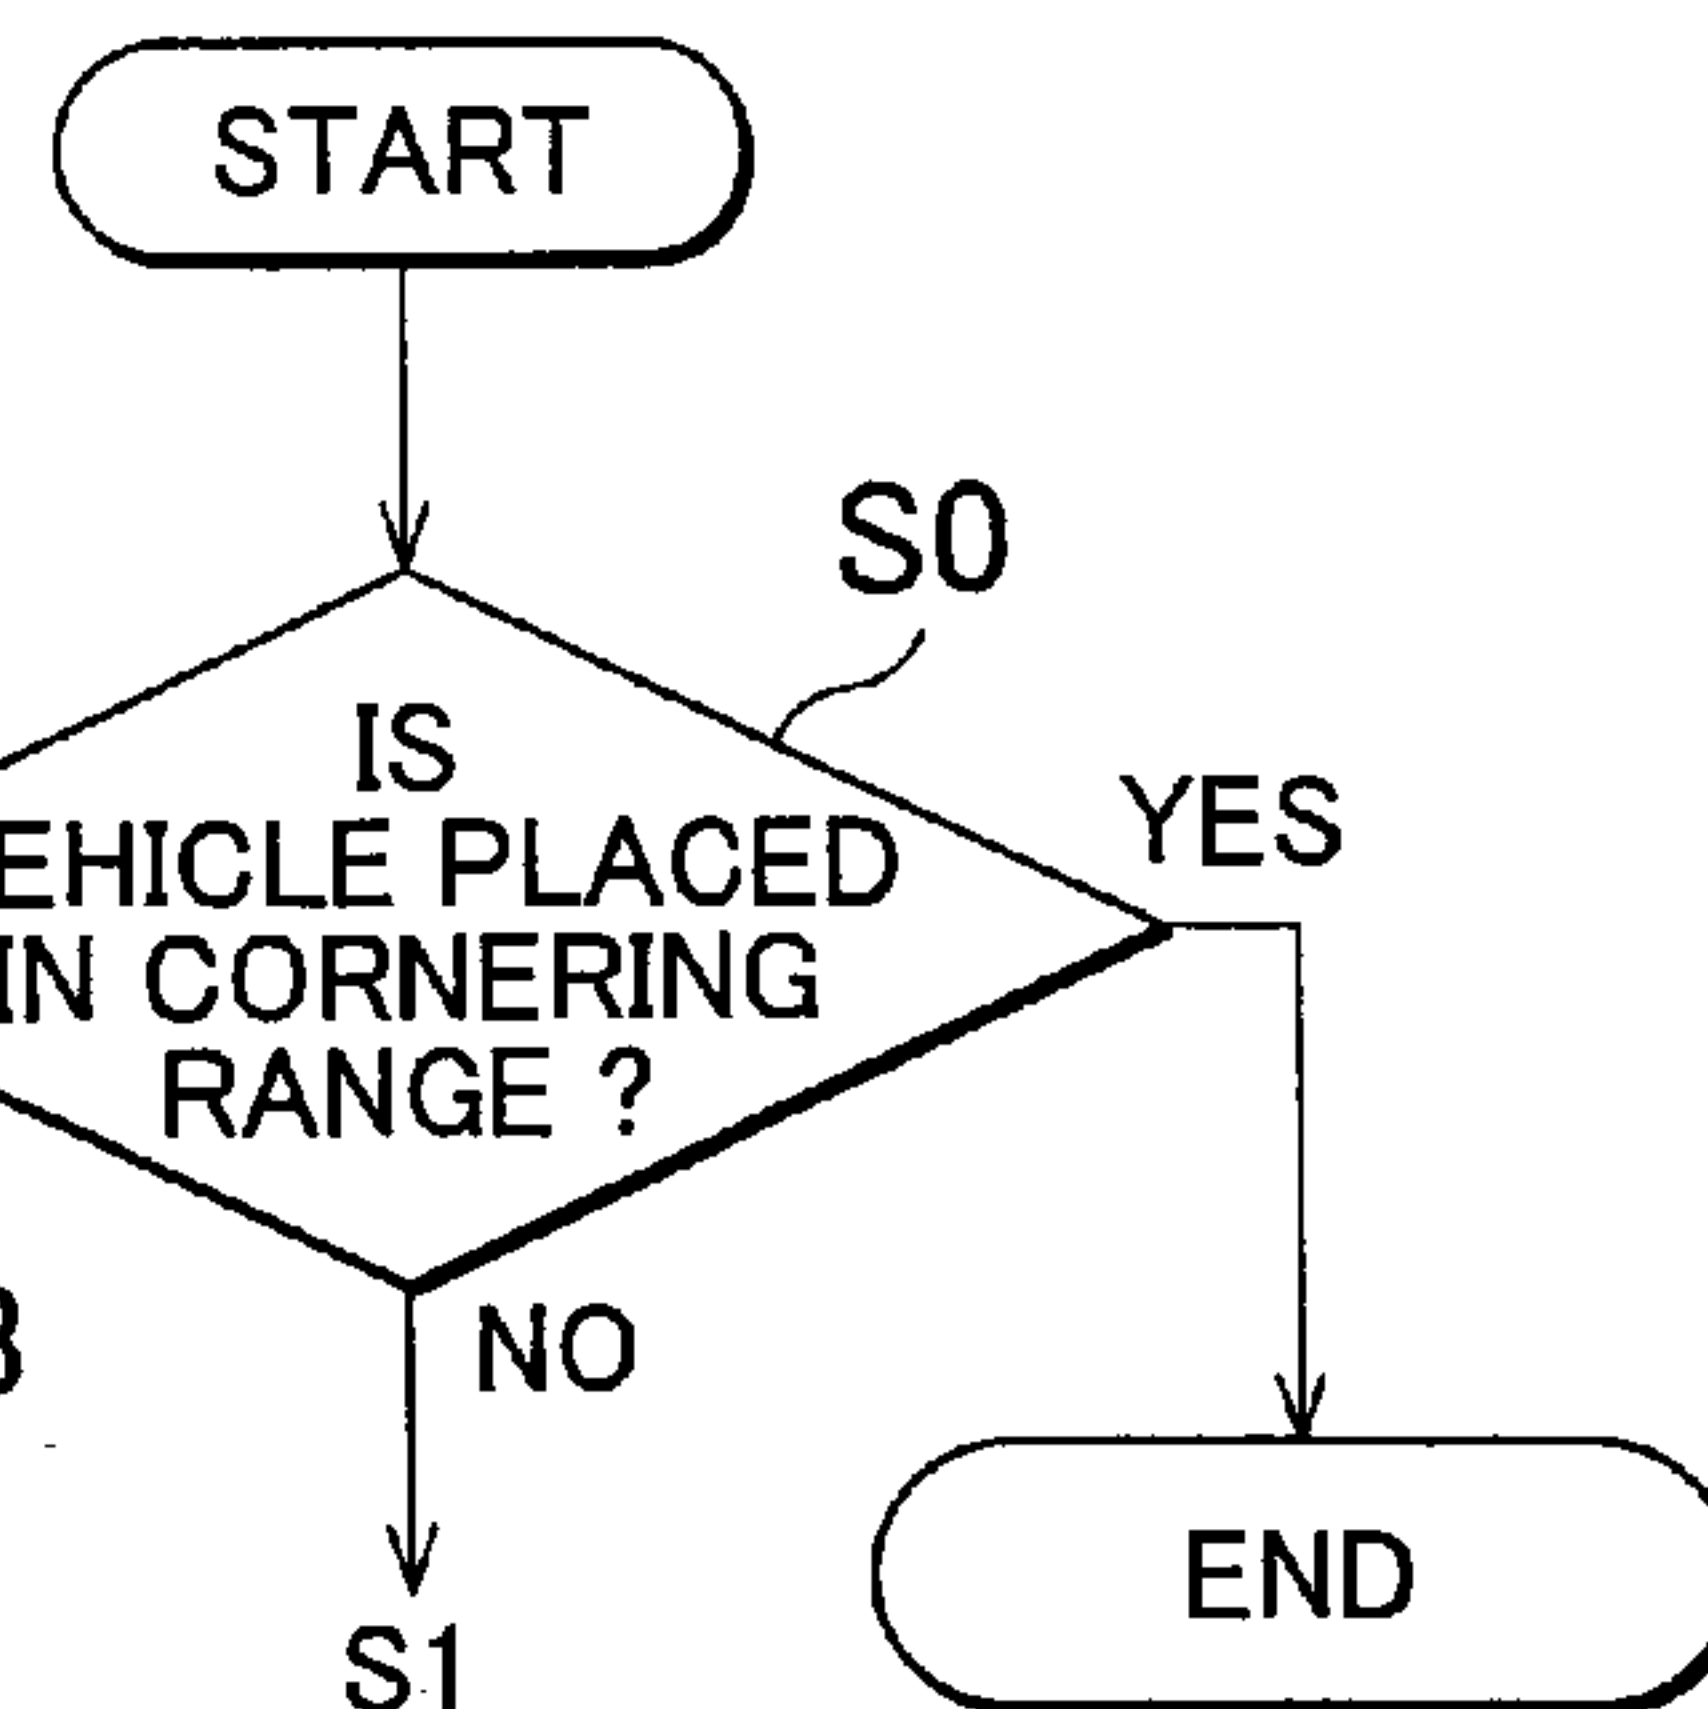 START
S0
IS
EHICLE PLACED
IN CORNERING
RANGE ?
YES
NO
S1
END